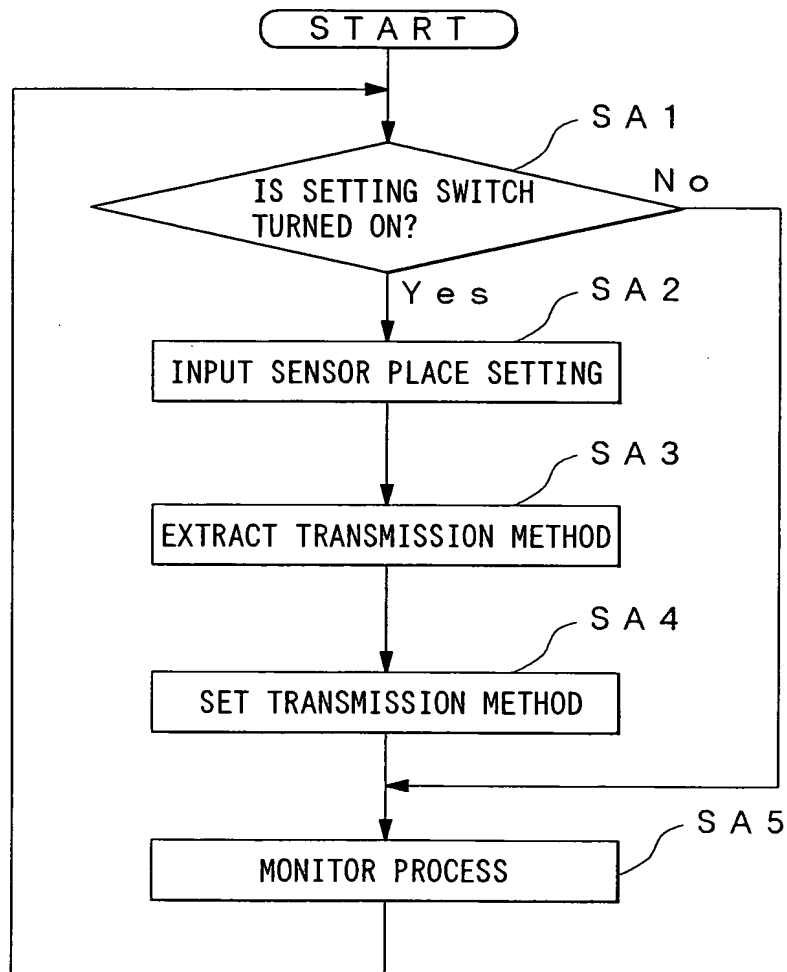 START
SA1
IS SETTING SWITCH
TURNED ON?
No
Yes
SA2
INPUT SENSOR PLACE SETTING
SA3
EXTRACT TRANSMISSION METHOD
SA4
SET TRANSMISSION METHOD
SA5
MONITOR PROCESS